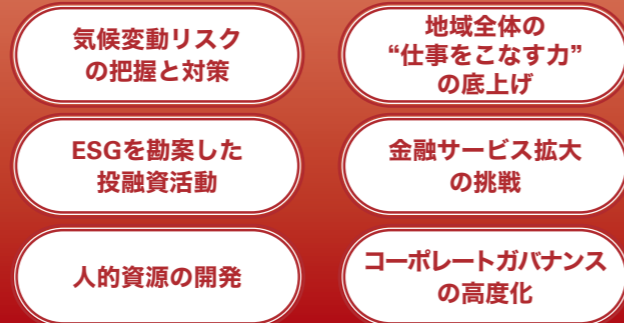 気候変動リスク
の把握と対策
地域全体の
“仕事をこなす力”
の底上げ
ESGを勘案した
投融資活動
金融サービス拡大
の挑戦
人的資源の開発
コーポレートガバナンス
の高度化